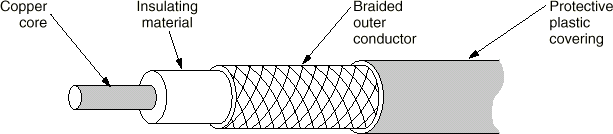 Copper
core
Insulating
material
Braided
outer
conductor
Protective
plastic
covering